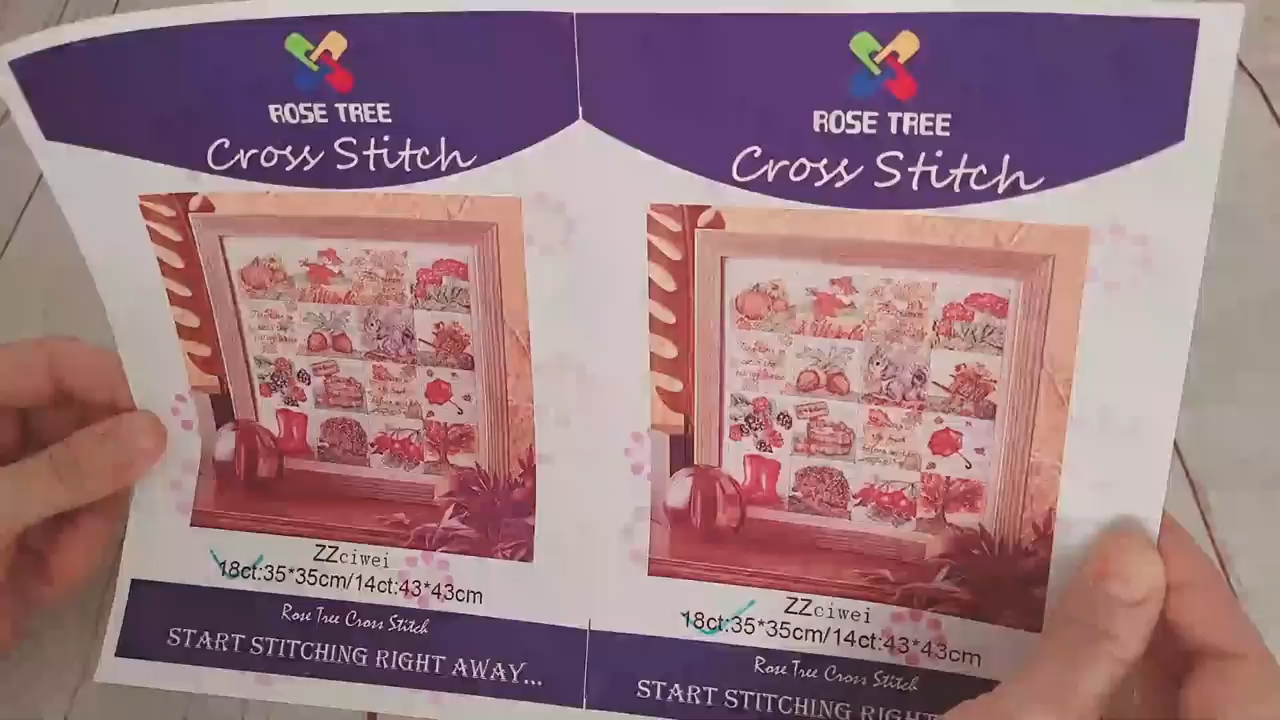 ROSE TREE
Cross Stitch
ZZciwei
18ct:35*35cm/14ct:43*43cm
Rose Tree Cross Stitch
START STITCHING RIGHT AWAY...
ROSE TREE
Cross Stitch
ZZciwei
18ct:35*35cm/14ct:43*43cm
Rose Tree Cross Stitch
START STITCHING RIGHT